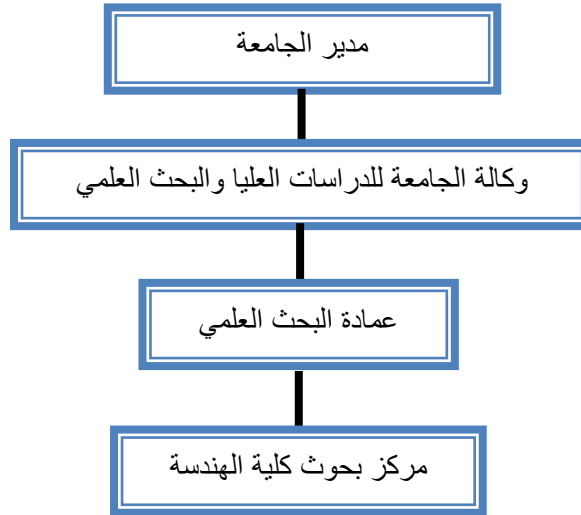 مدير الجامعة
وكالة الجامعة للدراسات العليا والبحث العلمي
عمادة البحث العلمي
مركز بحوث كلية الهندسة